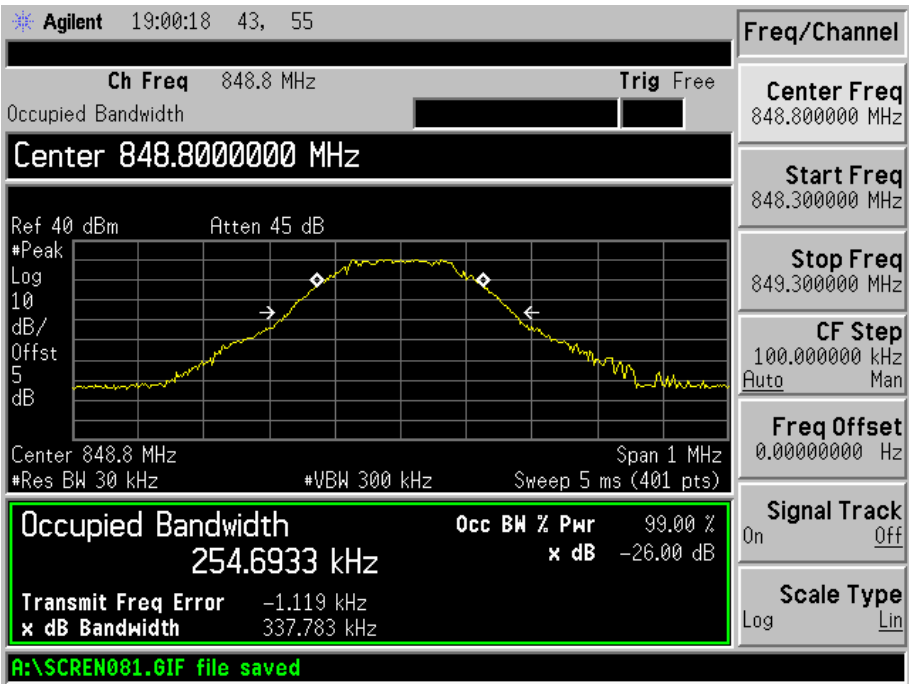 Agilent 19:00:18 43, 55
Ch Freq 848.8 MHz Trig Free
Occupied Bandwidth
Center 848.8000000 MHz
Ref 40 dBm Atten 45 dB
#Peak
Log
10
dB/
Offst
5
dB
Center 848.8 MHz Span 1 MHz
#Res BW 30 kHz #VBW 300 kHz Sweep 5 ms (401 pts)
Occupied Bandwidth
254.6933 kHz
Occ BW % Pwr 99.00 %
x dB -26.00 dB
Transmit Freq Error -1.119 kHz
x dB Bandwidth 337.783 kHz
A:\SCREN081.GIF file saved
Freq/Channel
Center Freq
848.800000 MHz
Start Freq
848.300000 MHz
Stop Freq
849.300000 MHz
CF Step
100.000000 kHz
Auto Man
Freq Offset
0.00000000 Hz
Signal Track
On Off
Scale Type
Log Lin